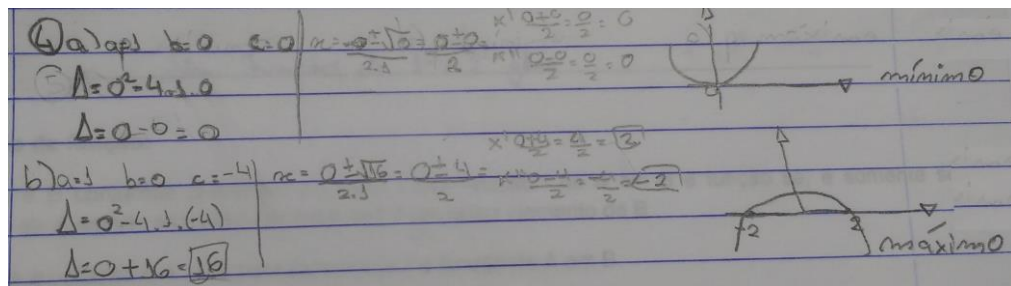 ④ a) a=1 b=0 c=0 | x = -0±√0/2.1 = 0±0/2 =
x' 0+0/2 = 0/2 = 0
x'' 0-0/2 = 0/2 = 0
Δ=0²-4.1.0
Δ=0-0=0
mínimo
b) a=1 b=0 c=-4 | x = 0±√16/2.1 = 0±4/2 =
x' 0+4/2 = 4/2 = 2
x'' 0-4/2 = -4/2 = -2
Δ=0²-4.1.(-4)
Δ=0+16=16
-2 2
máximo